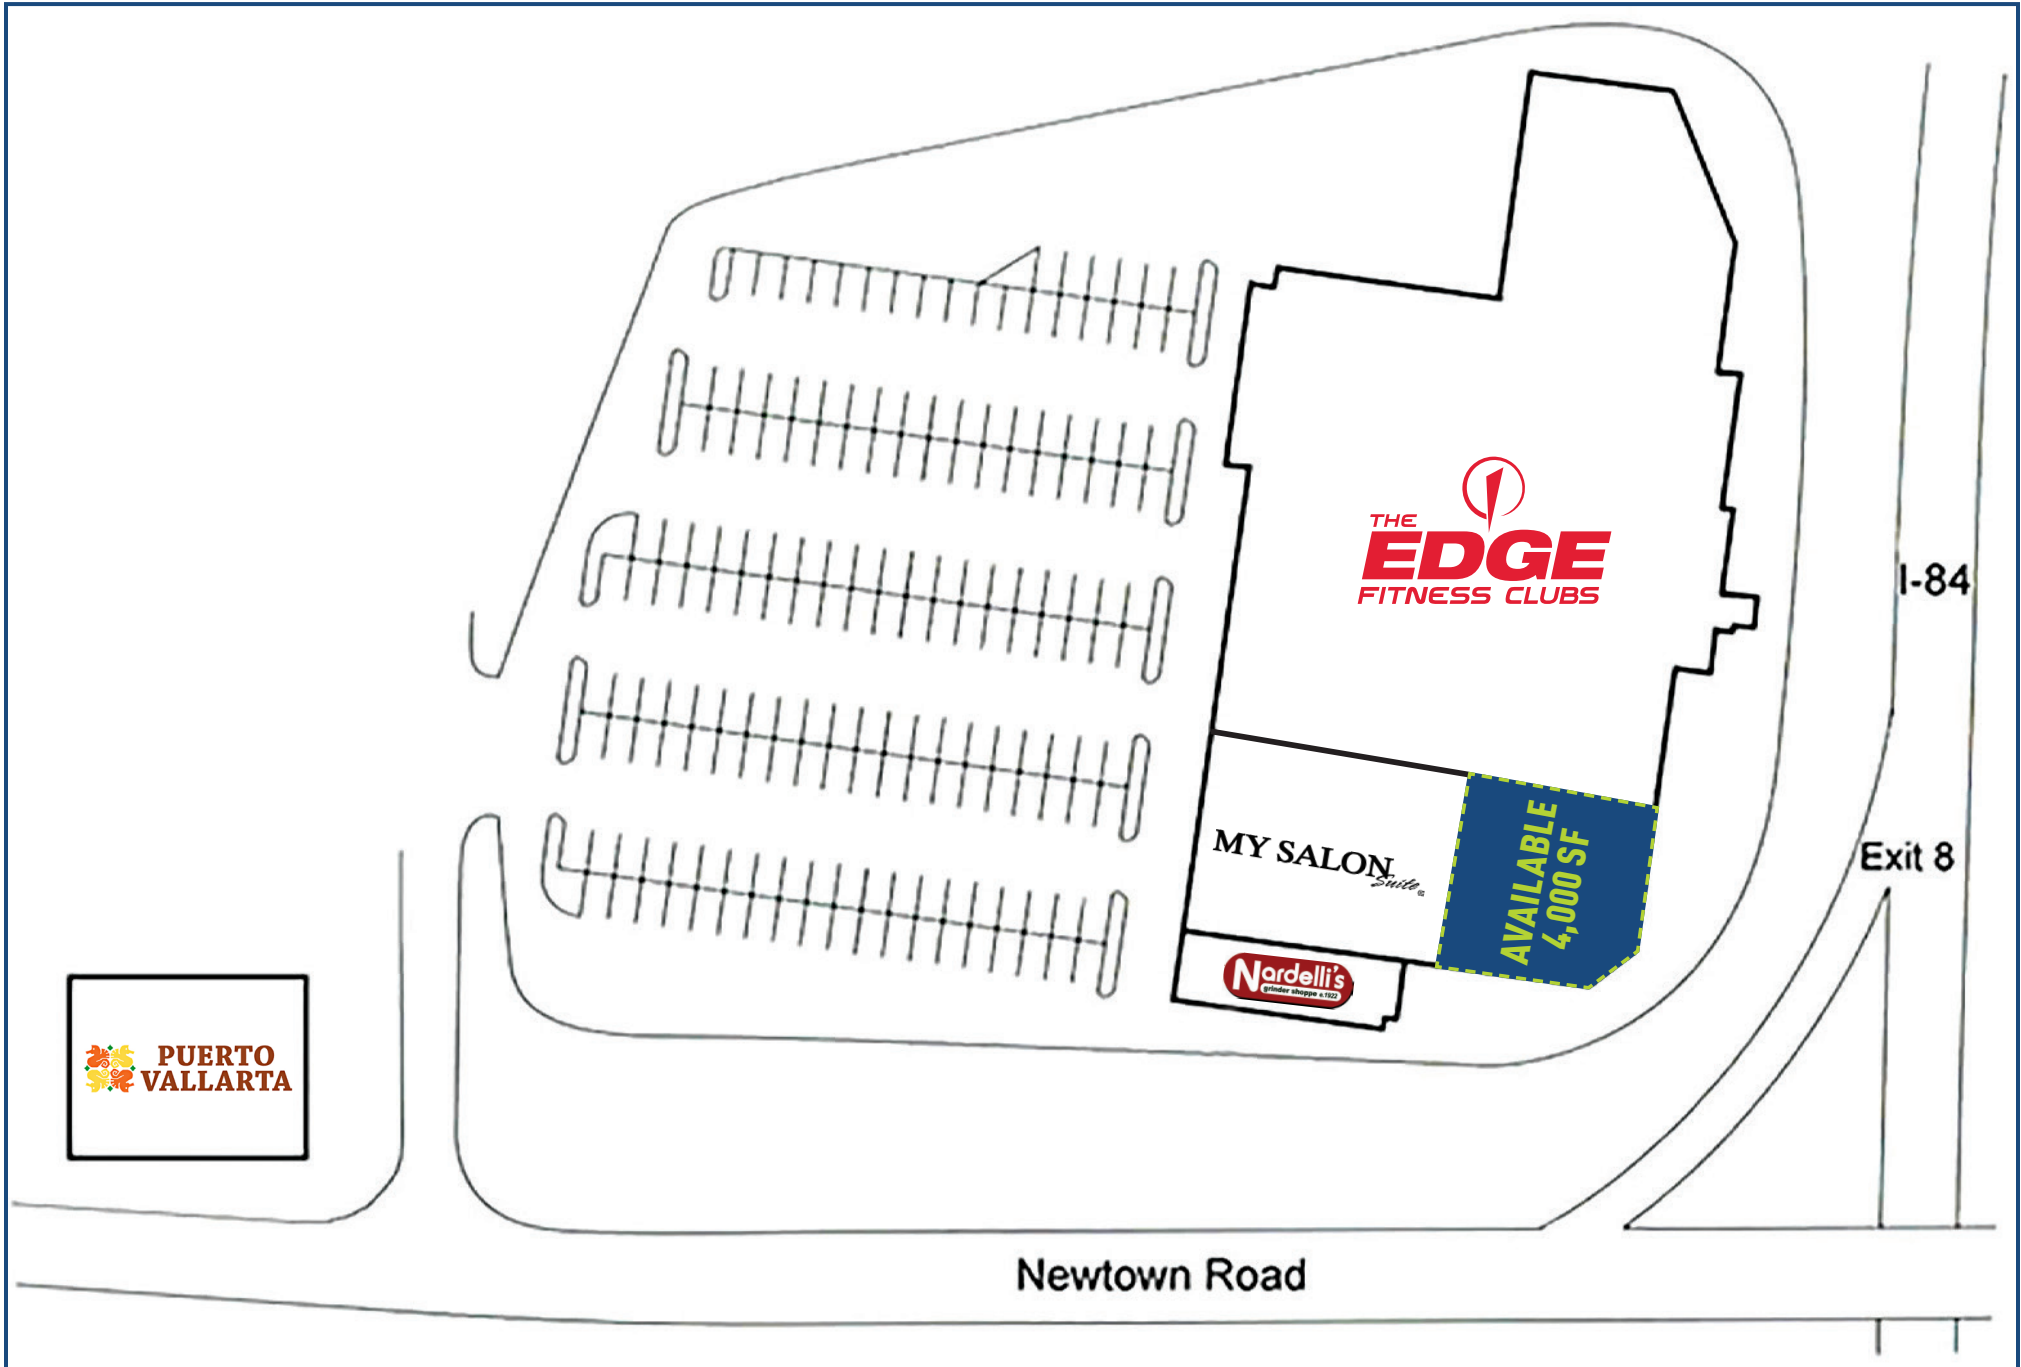 THE
EDGE
FITNESS CLUBS
I-84
MY SALON
Suite
AVAILABLE
4,000 SF
Exit 8
Nardelli's
grinder shoppe e.1922
PUERTO
VALLARTA
Newtown Road